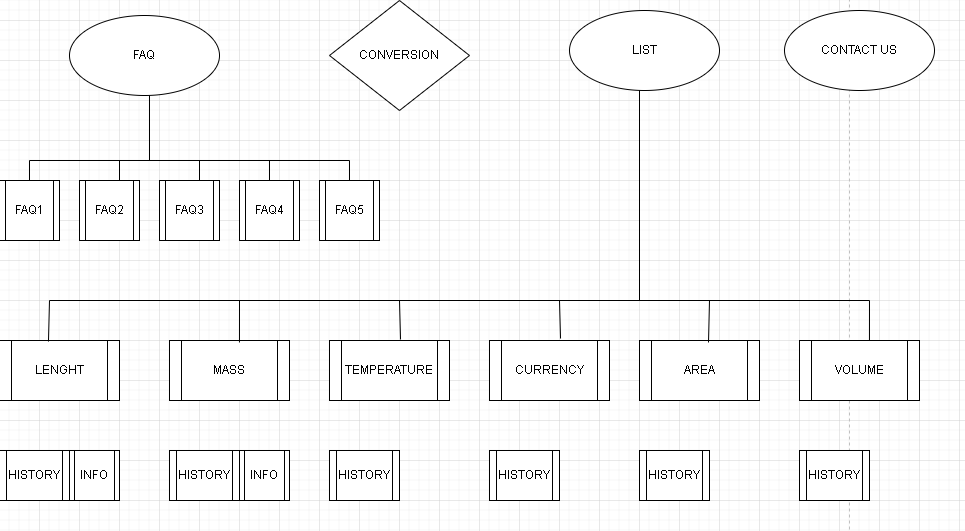 FAQ
CONVERSION
LIST
CONTACT US
FAQ1
FAQ2
FAQ3
FAQ4
FAQ5
LENGHT
MASS
TEMPERATURE
CURRENCY
AREA
VOLUME
HISTORY
INFO
HISTORY
INFO
HISTORY
HISTORY
HISTORY
HISTORY